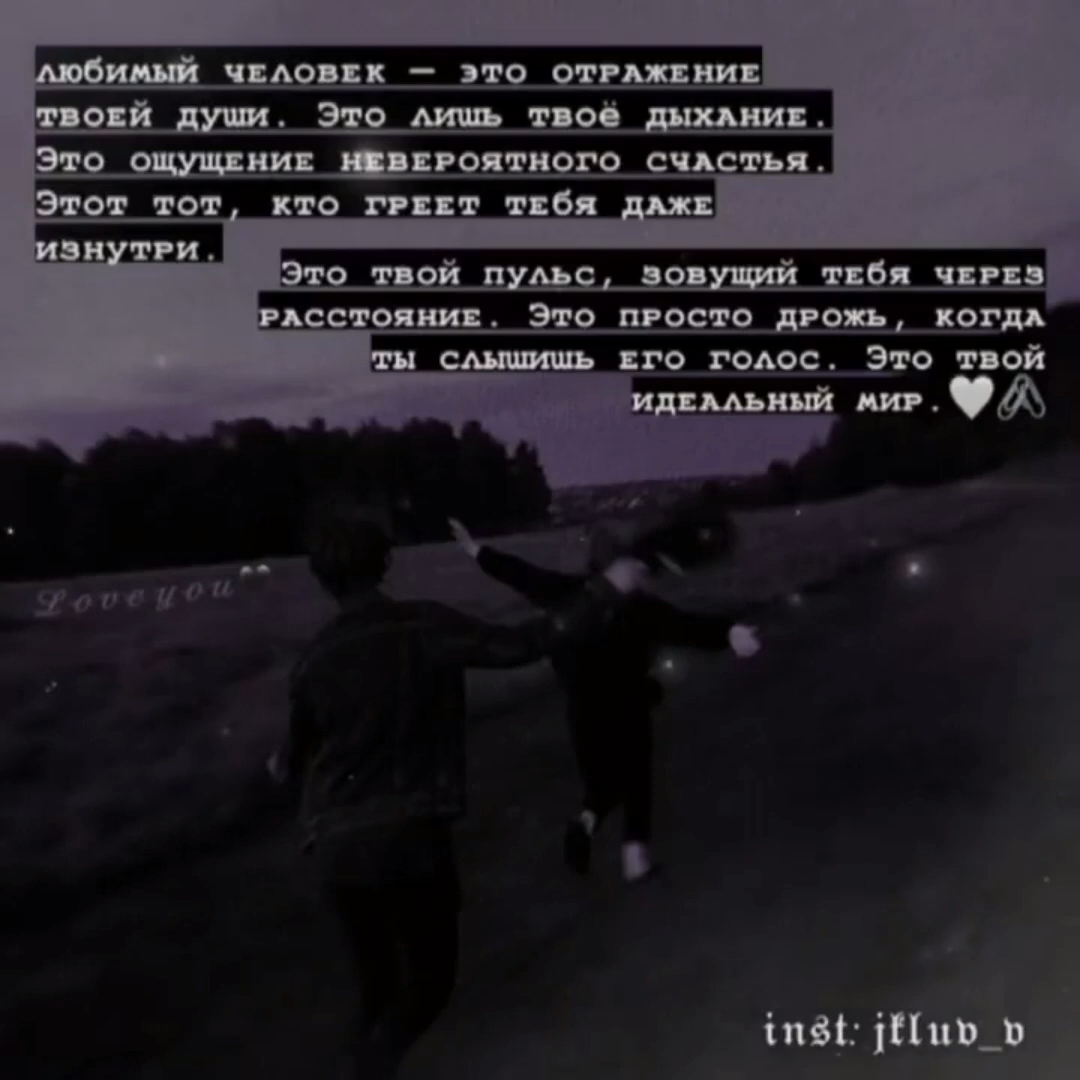 любимый человек — это отражение
твоей души. Это лишь твоё дыхание.
Это ощущение невероятного счастья.
Этот тот, кто греет тебя даже
изнутри.
Это твой пульс, зовущий тебя через
расстояние. Это просто дрожь, когда
ты слышишь его голос. Это твой
идеальный мир.🤍🖇
Love you
inst: jkluv_v